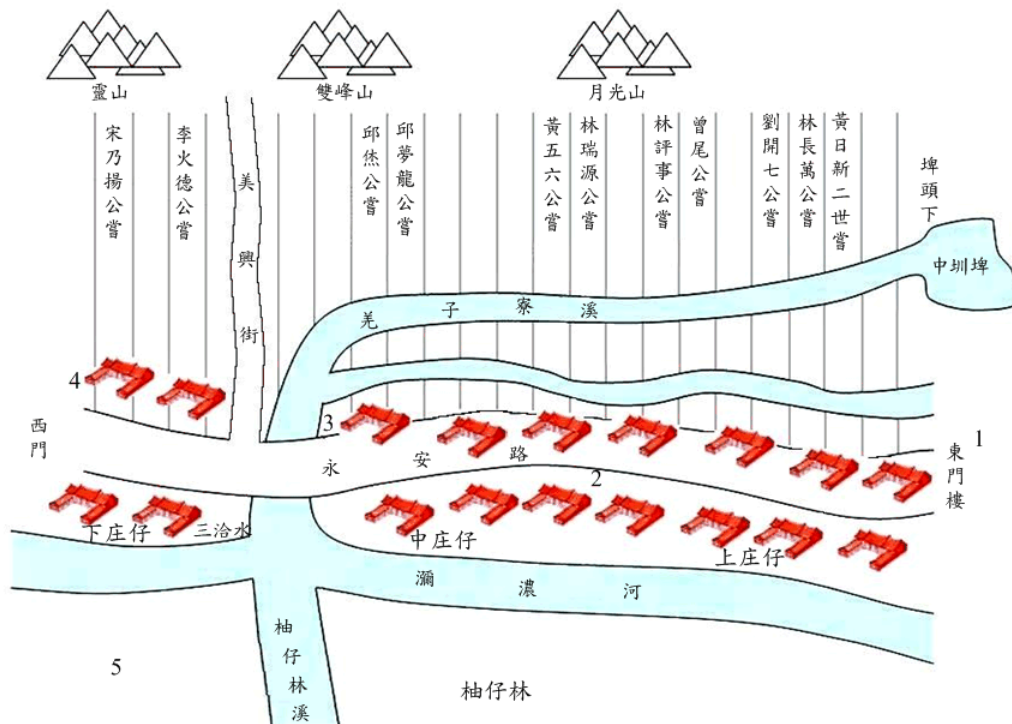 靈山
雙峰山
月光山
宋乃揚公嘗
李火德公嘗
美興街
邱烋公嘗
邱夢龍公嘗
黃五六公嘗
林瑞源公嘗
林評事公嘗
曾尾公嘗
劉開七公嘗
林長萬公嘗
黃日新二世嘗
埤頭下
中圳埤
羌子寮溪
4
3
1
西門
永安路
2
東門樓
下庄仔
三洽水
中庄仔
上庄仔
瀰濃河
柚仔林溪
5
柚仔林